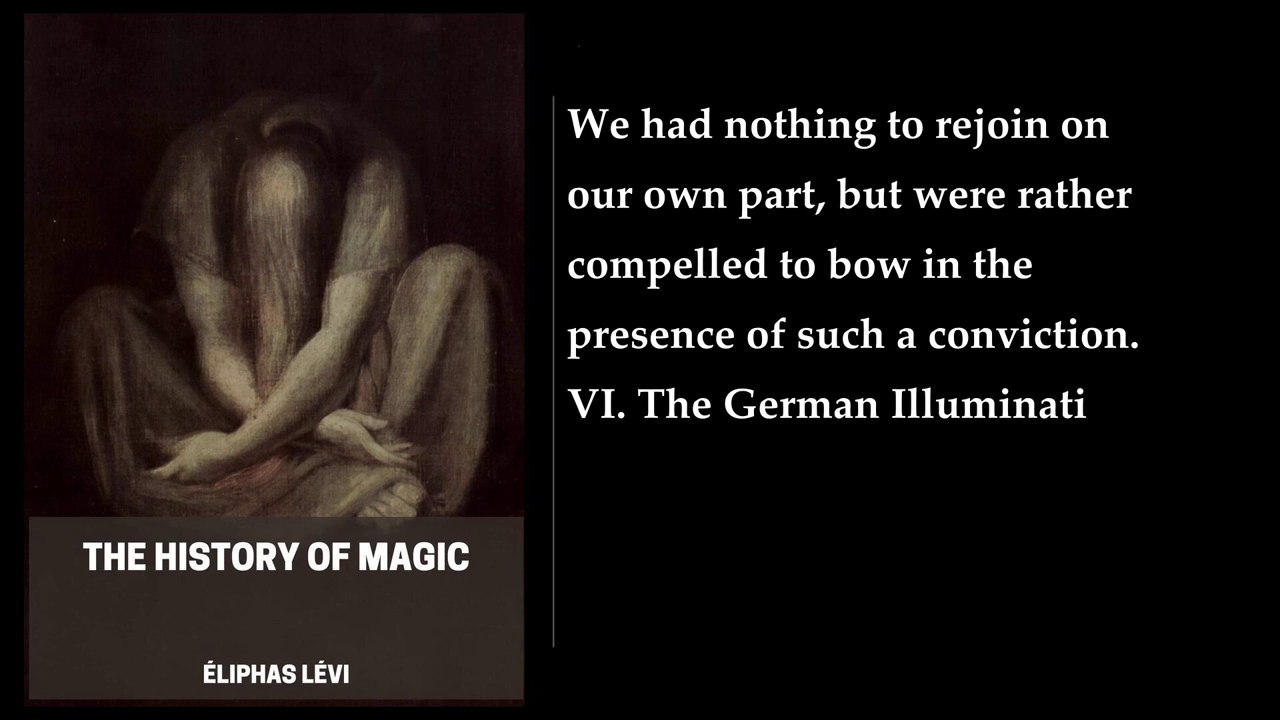 THE HISTORY OF MAGIC
ÉLIPHAS LÉVI
We had nothing to rejoin on
our own part, but were rather
compelled to bow in the
presence of such a conviction.
VI. The German Illuminati